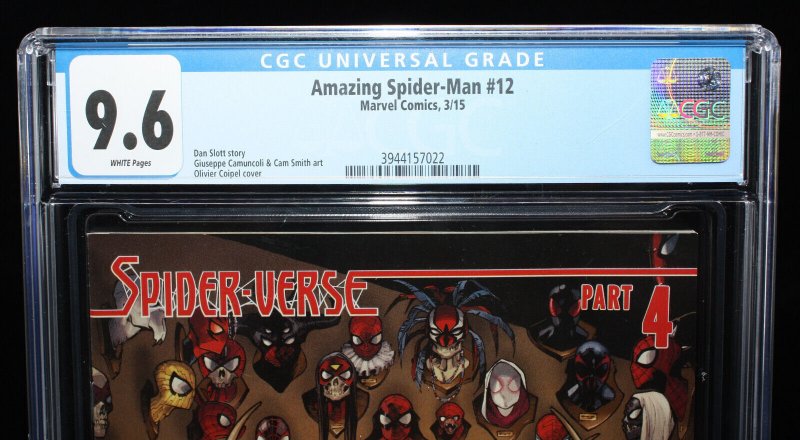 CGC UNIVERSAL GRADE
9.6
WHITE Pages
Amazing Spider-Man #12
Marvel Comics, 3/15
Dan Slott story
Giuseppe Camuncoli & Cam Smith art
Olivier Coipel cover
3944157022
CGC
SPIDER-VERSE
PART 4